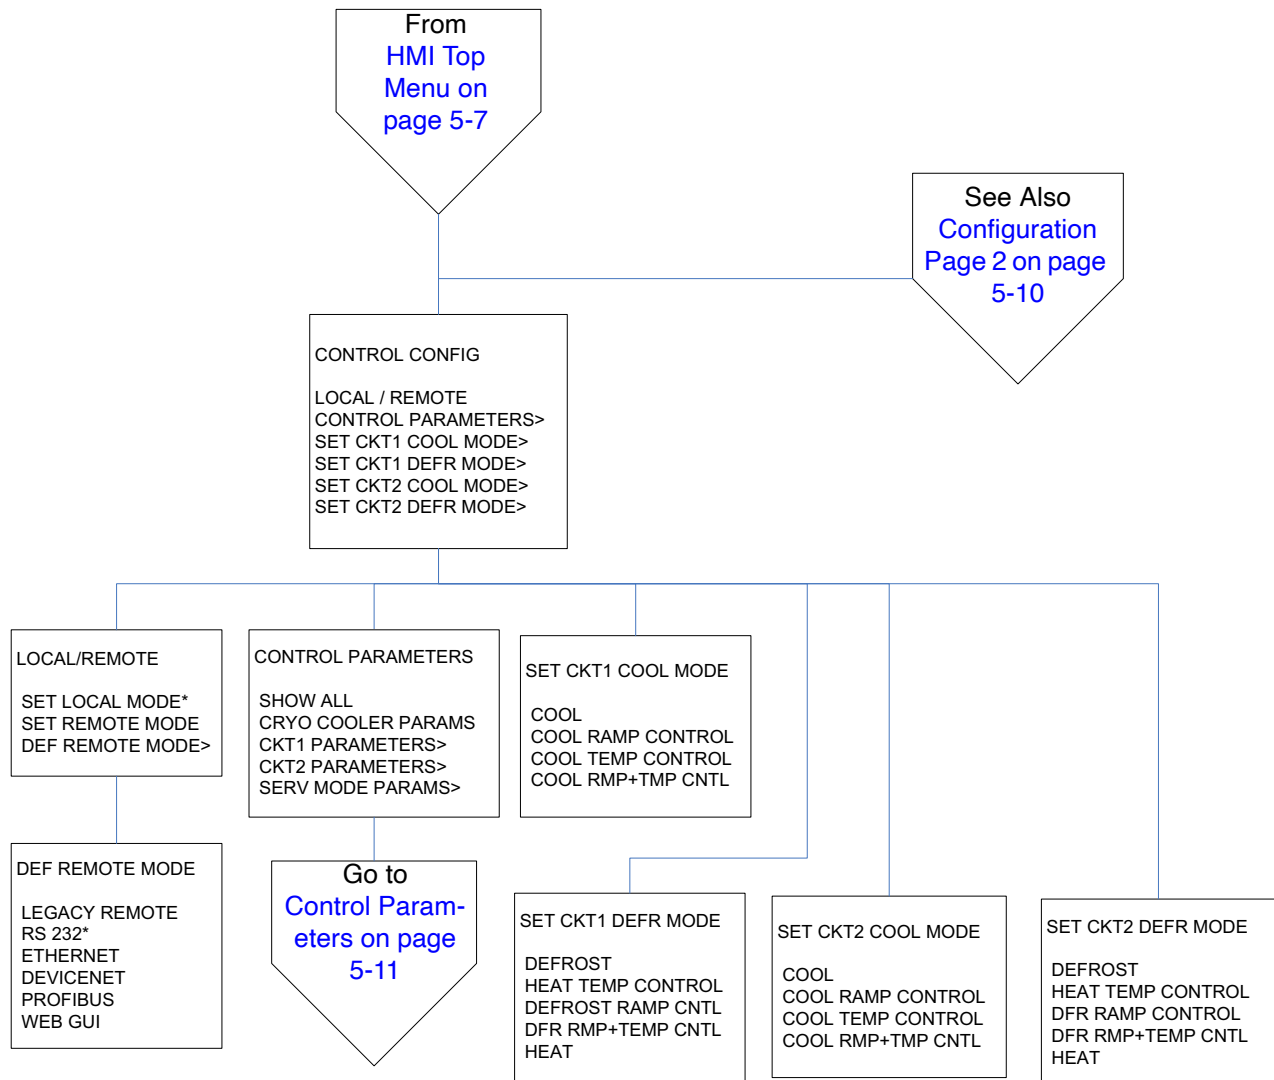 From
HMI Top
Menu on
page 5-7
See Also
Configuration
Page 2 on page
5-10
CONTROL CONFIG
LOCAL / REMOTE
CONTROL PARAMETERS>
SET CKT1 COOL MODE>
SET CKT1 DEFR MODE>
SET CKT2 COOL MODE>
SET CKT2 DEFR MODE>
LOCAL/REMOTE
SET LOCAL MODE*
SET REMOTE MODE
DEF REMOTE MODE>
CONTROL PARAMETERS
SHOW ALL
CRYO COOLER PARAMS
CKT1 PARAMETERS>
CKT2 PARAMETERS>
SERV MODE PARAMS>
SET CKT1 COOL MODE
COOL
COOL RAMP CONTROL
COOL TEMP CONTROL
COOL RMP+TMP CNTL
DEF REMOTE MODE
LEGACY REMOTE
RS 232*
ETHERNET
DEVICENET
PROFIBUS
WEB GUI
Go to
Control Param-
eters on page
5-11
SET CKT1 DEFR MODE
DEFROST
HEAT TEMP CONTROL
DEFROST RAMP CNTL
DFR RMP+TEMP CNTL
HEAT
SET CKT2 COOL MODE
COOL
COOL RAMP CONTROL
COOL TEMP CONTROL
COOL RMP+TMP CNTL
SET CKT2 DEFR MODE
DEFROST
HEAT TEMP CONTROL
DFR RAMP CONTROL
DFR RMP+TEMP CNTL
HEAT